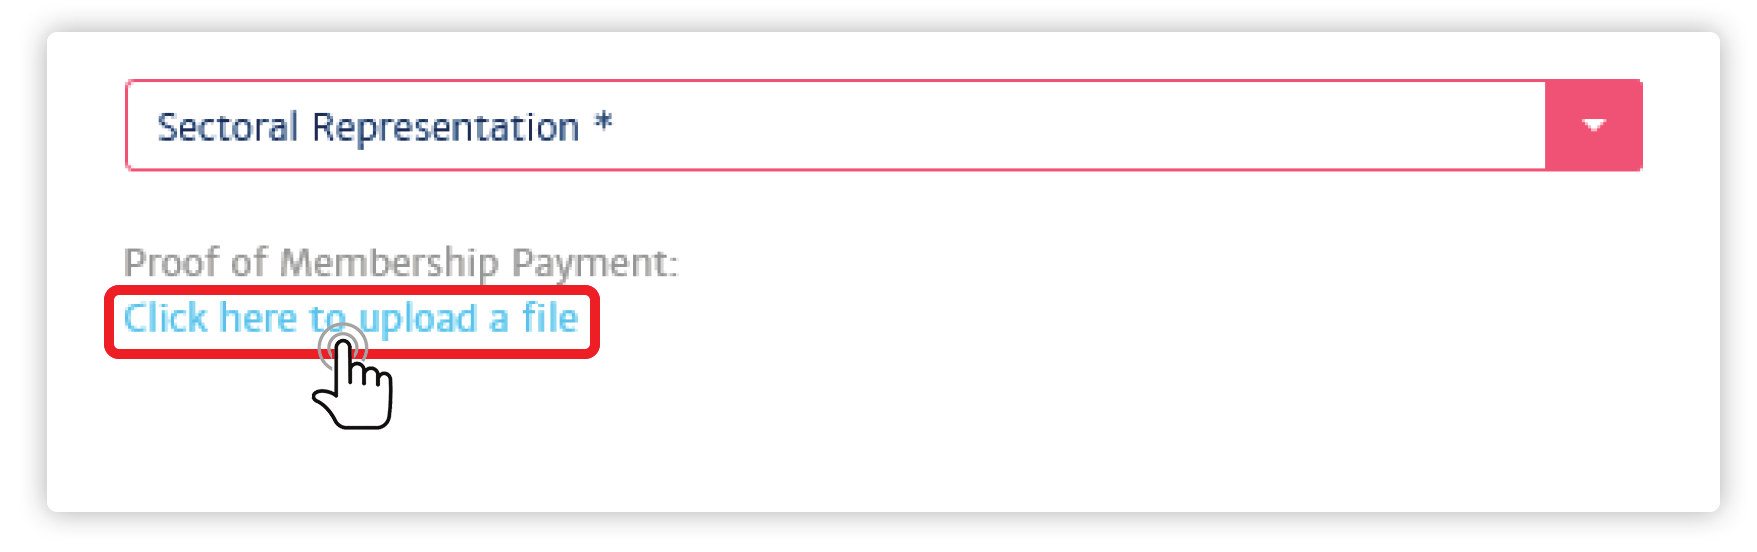 Sectoral Representation *
Proof of Membership Payment:
Click here to upload a file